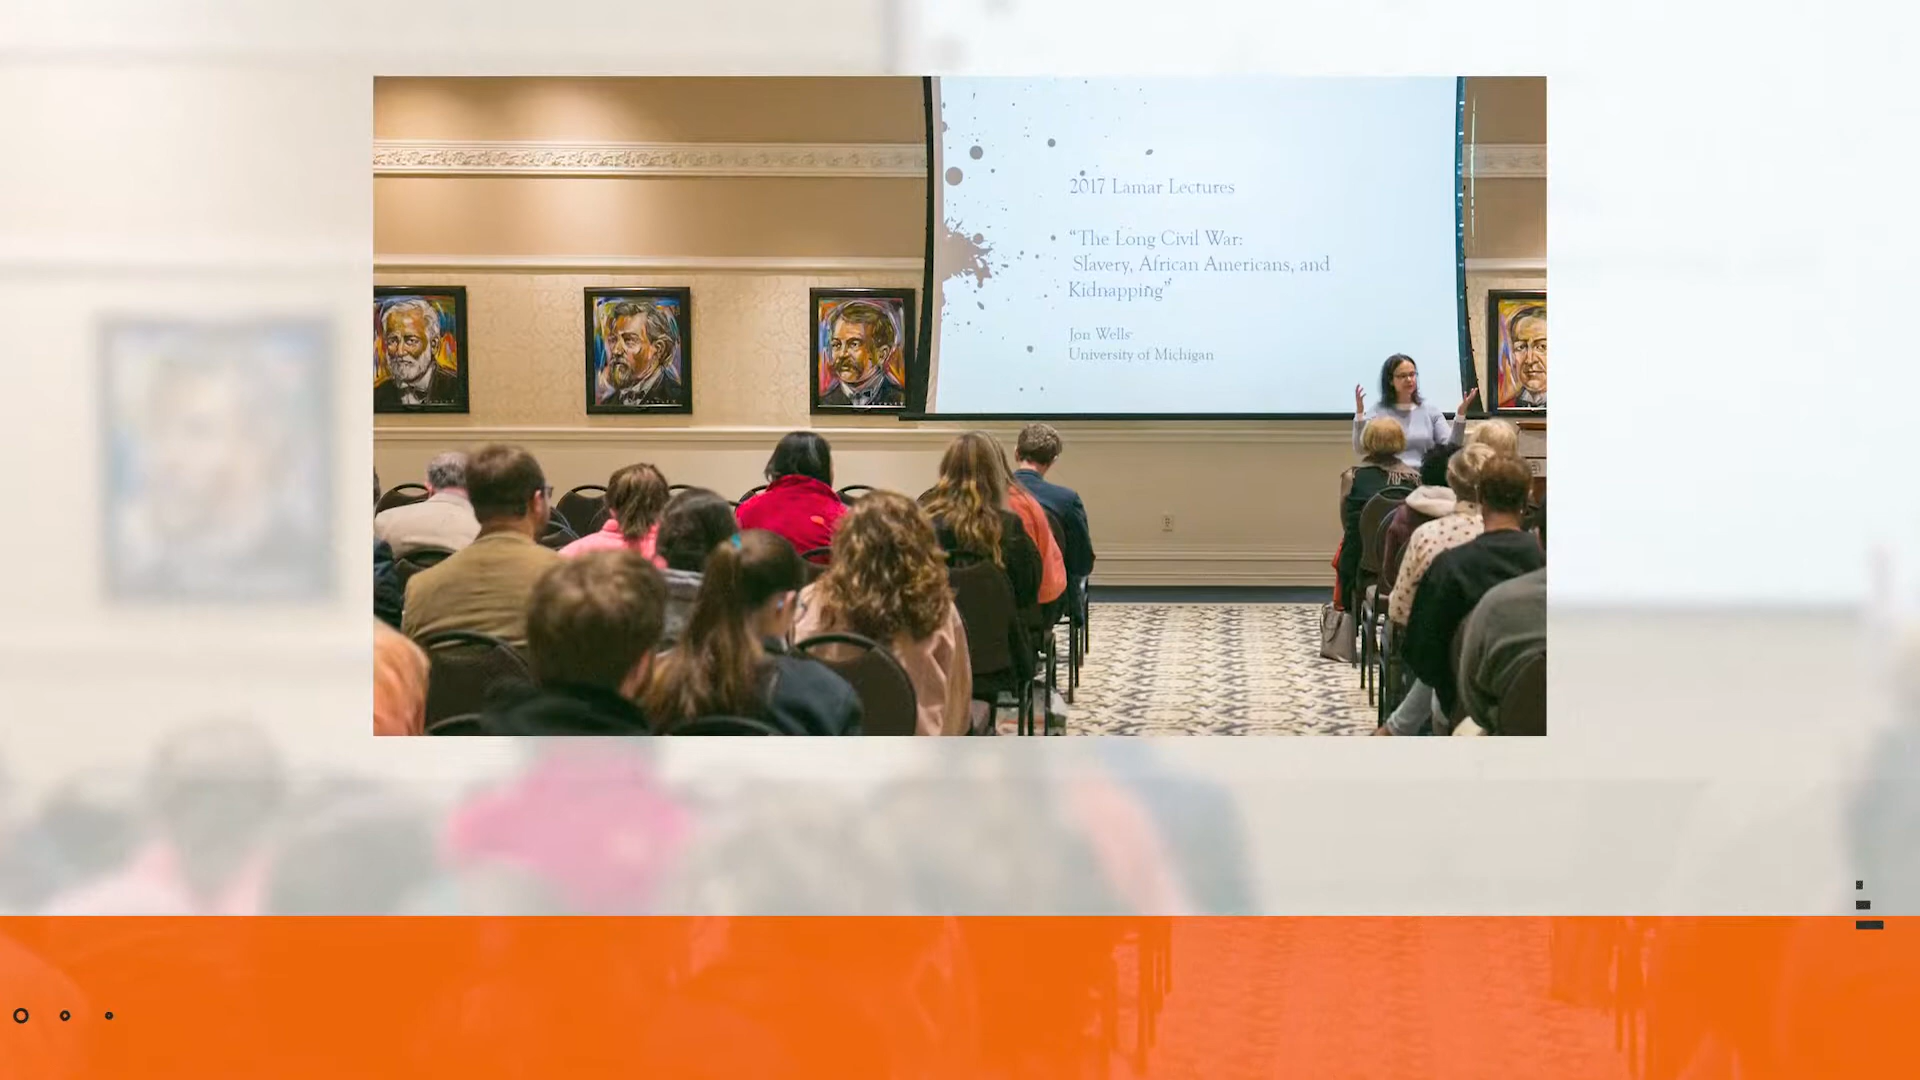 2017 Lamar Lectures
"The Long Civil War:
Slavery, African Americans, and
Kidnapping"
Jon Wells
University of Michigan